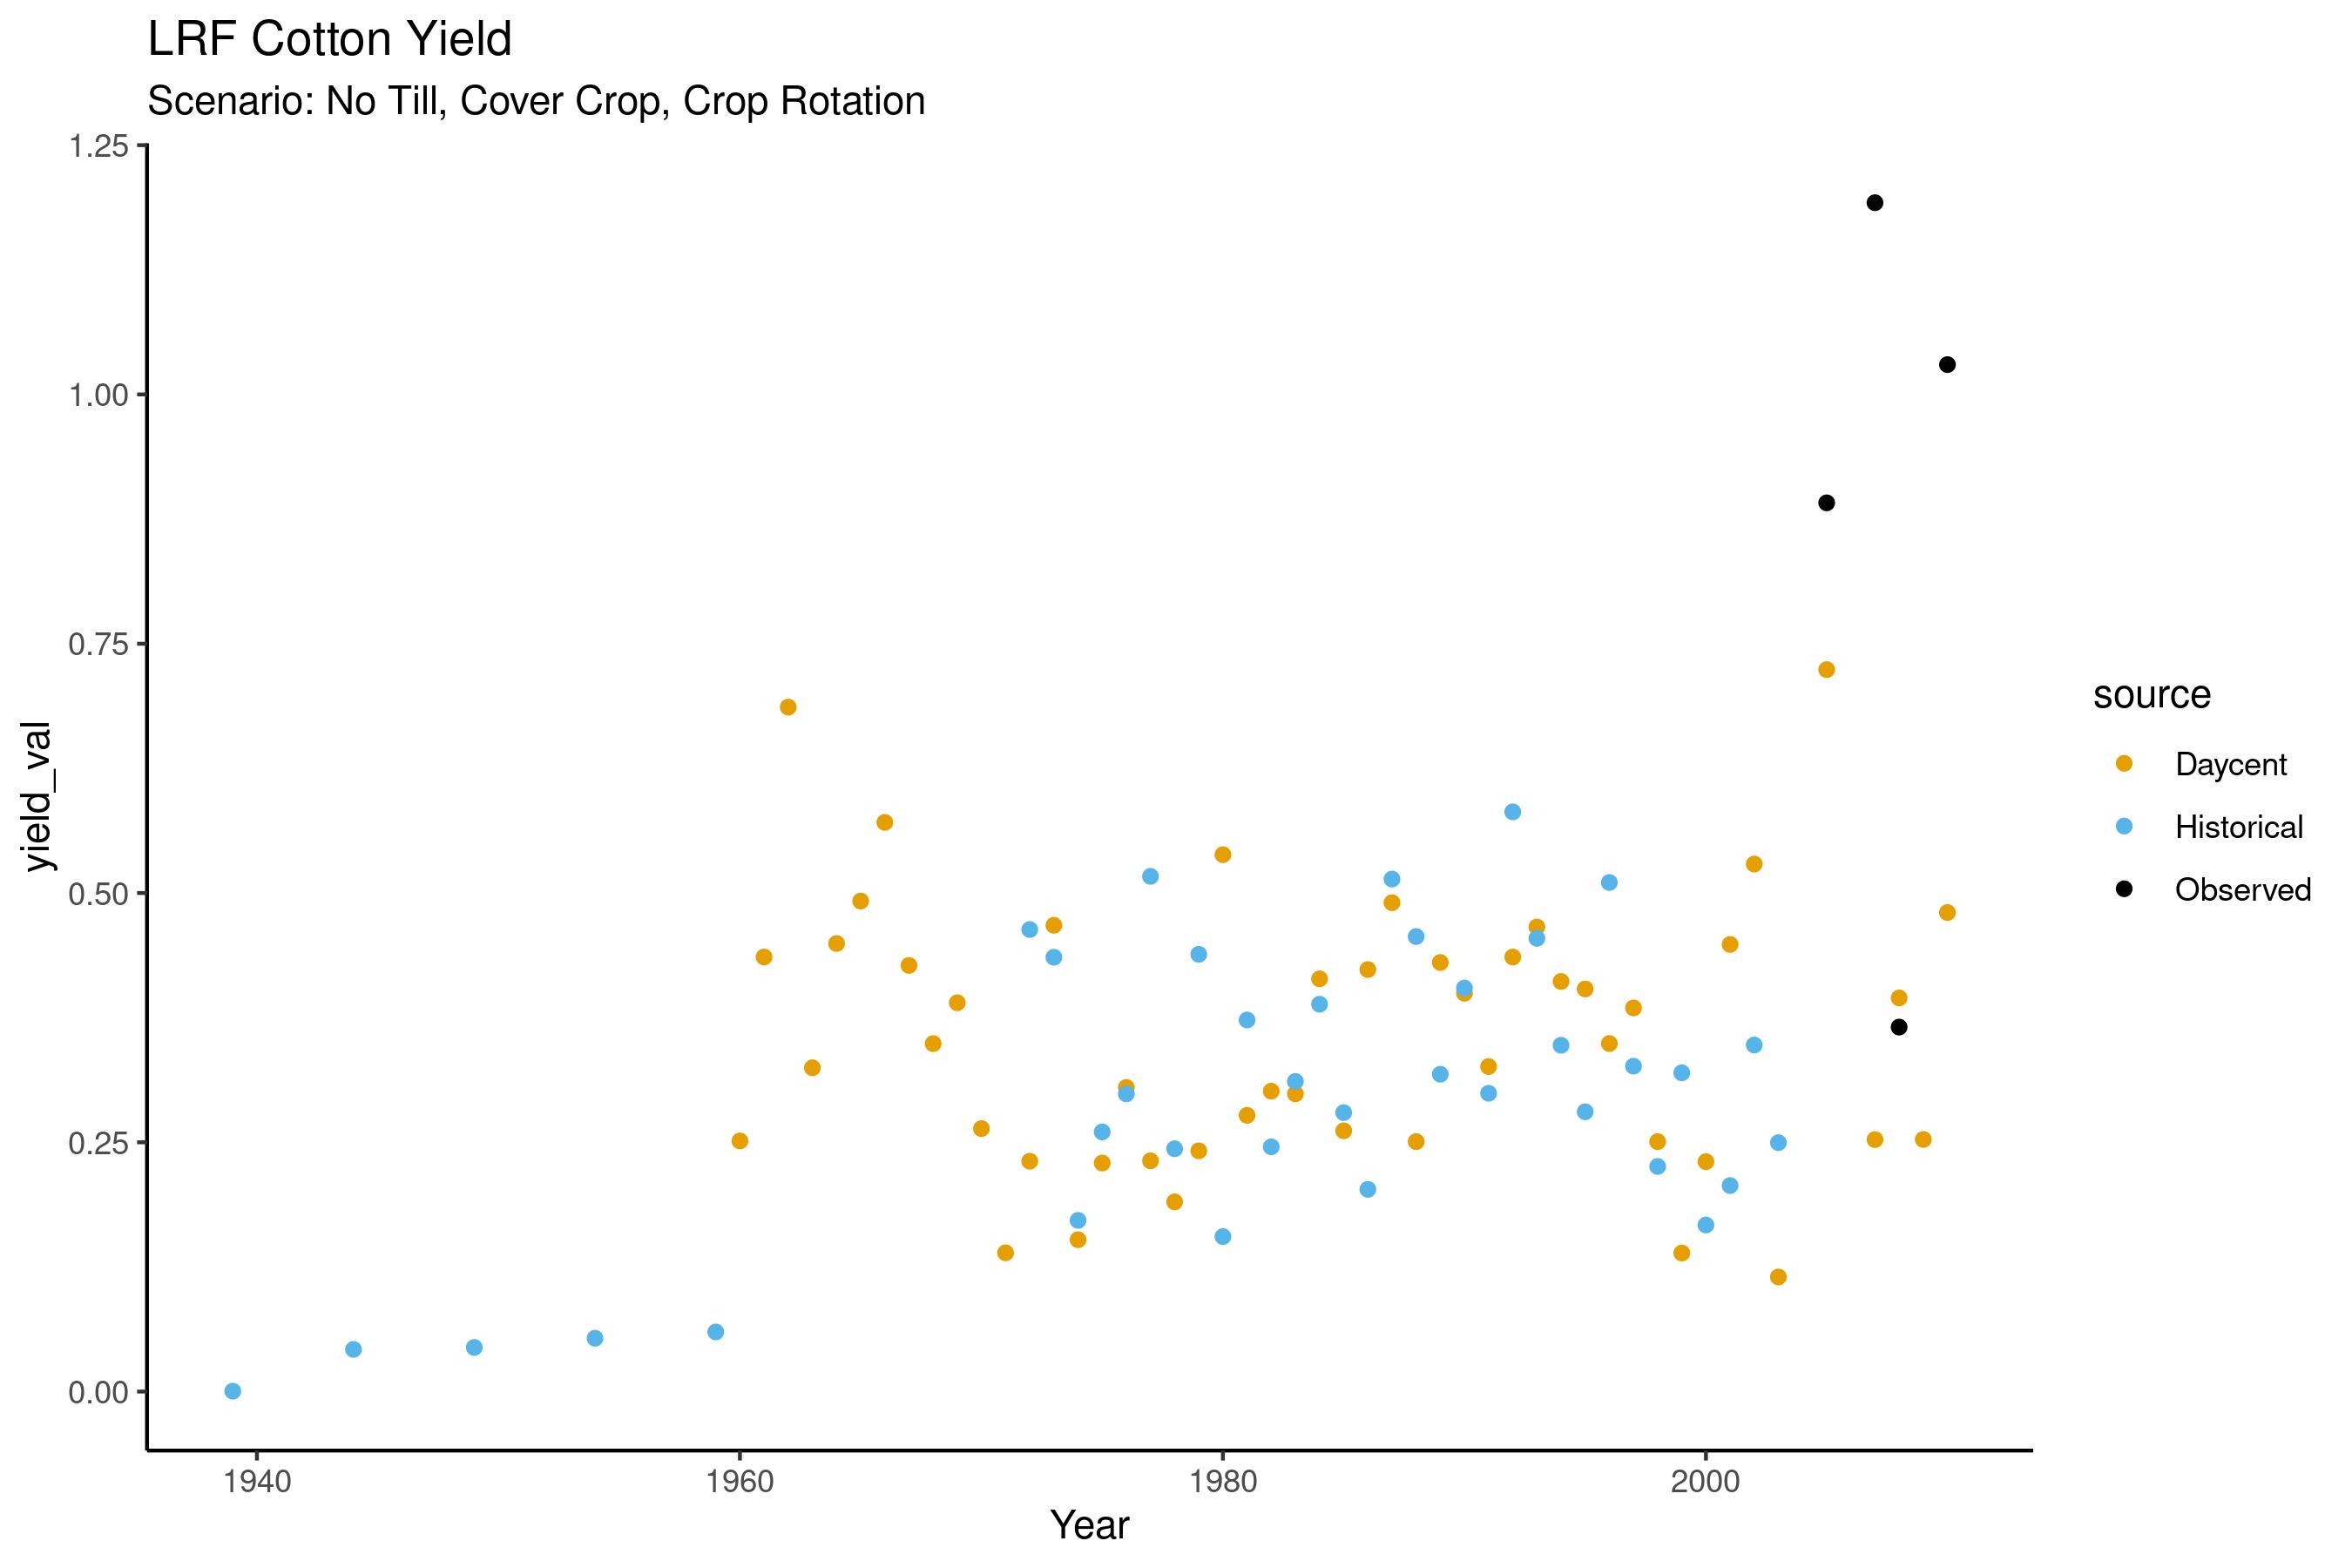 LRF Cotton Yield
Scenario: No Till, Cover Crop, Crop Rotation
1.25
1.00
0.75
0.50
0.25
0.00
yield_val
1940 1960 1980 2000
Year
source
Daycent
Historical
Observed